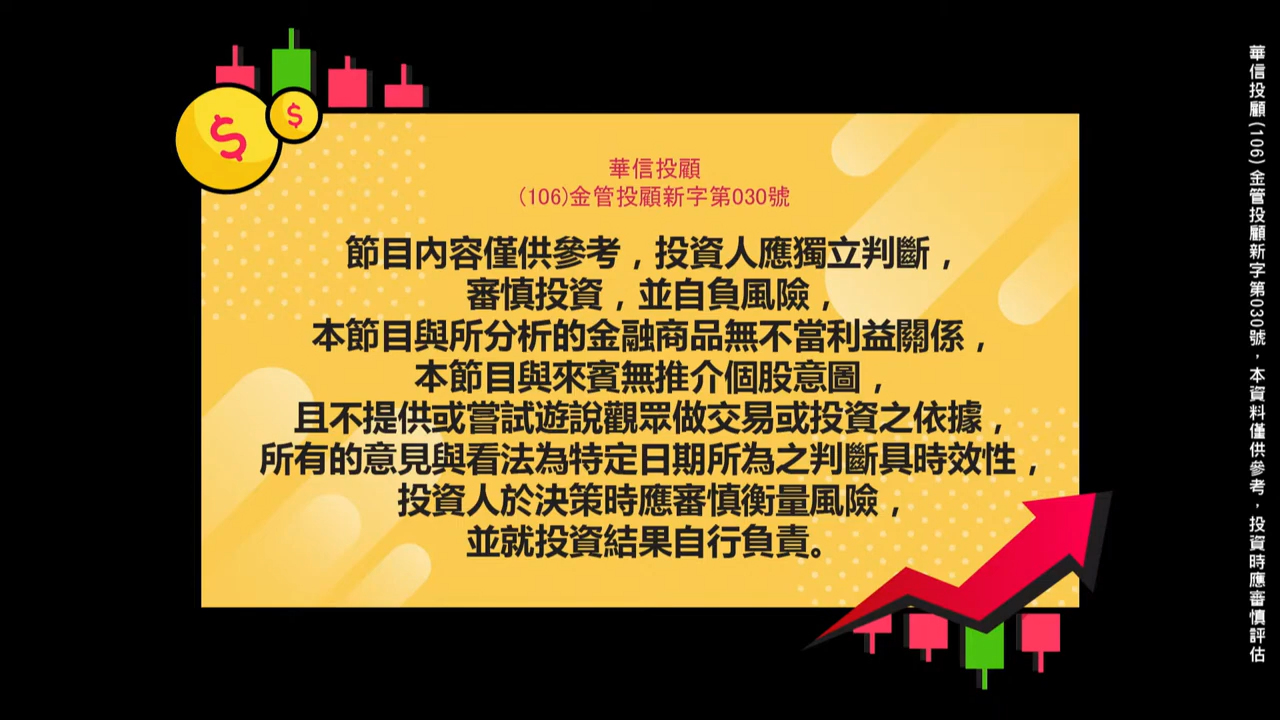 華信投顧
(106)金管投顧新字第030號
節目內容僅供參考，投資人應獨立判斷，
審慎投資，並自負風險，
本節目與所分析的金融商品無不當利益關係，
本節目與來賓無推介個股意圖，
且不提供或嘗試遊說觀眾做交易或投資之依據，
所有的意見與看法為特定日期所為之判斷具時效性，
投資人於決策時應審慎衡量風險，
並就投資結果自行負責。
華信投顧(106)金管投顧新字第030號，本資料僅供參考，投資時應審慎評估
$
$